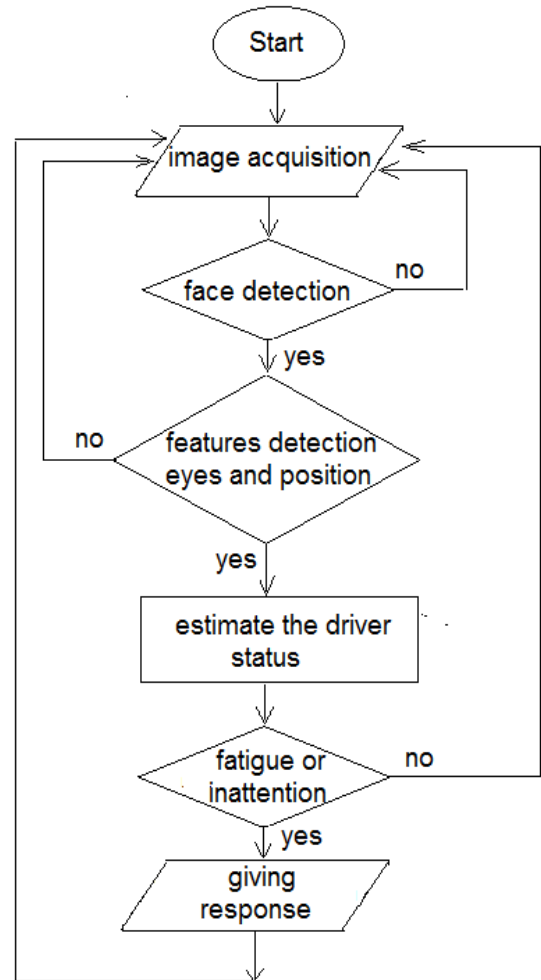 Start
image acquisition
no
face detection
yes
no
features detection
eyes and position
yes
estimate the driver
status
fatigue or
inattention
no
yes
giving
response